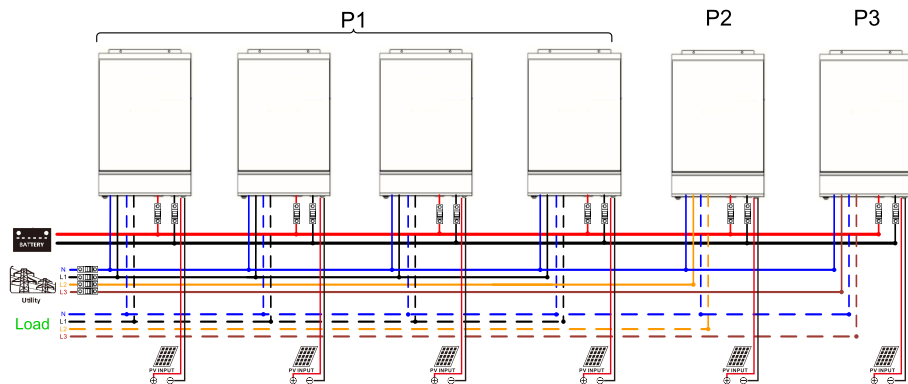 P1
P2
P3
BATTERY
N
L1
L2
L3
Utility
Load
N
L1
L2
L3
PV INPUT
PV INPUT
PV INPUT
PV INPUT
PV INPUT
PV INPUT